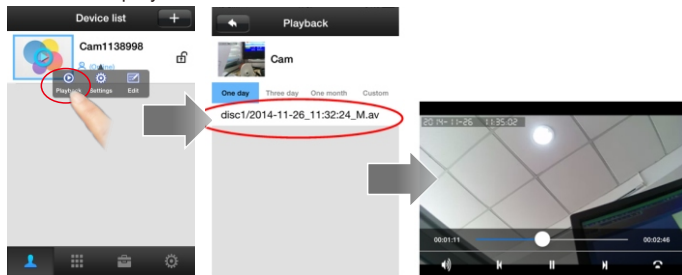 Device list
+
Cam1138998
(Online)
Playback Settings Edit
Playback
Cam
One day Three day One month Custom
disc1/2014-11-26_11:32:24_M.av
2014-11-26 11:35:02
00:01:11
00:02:46